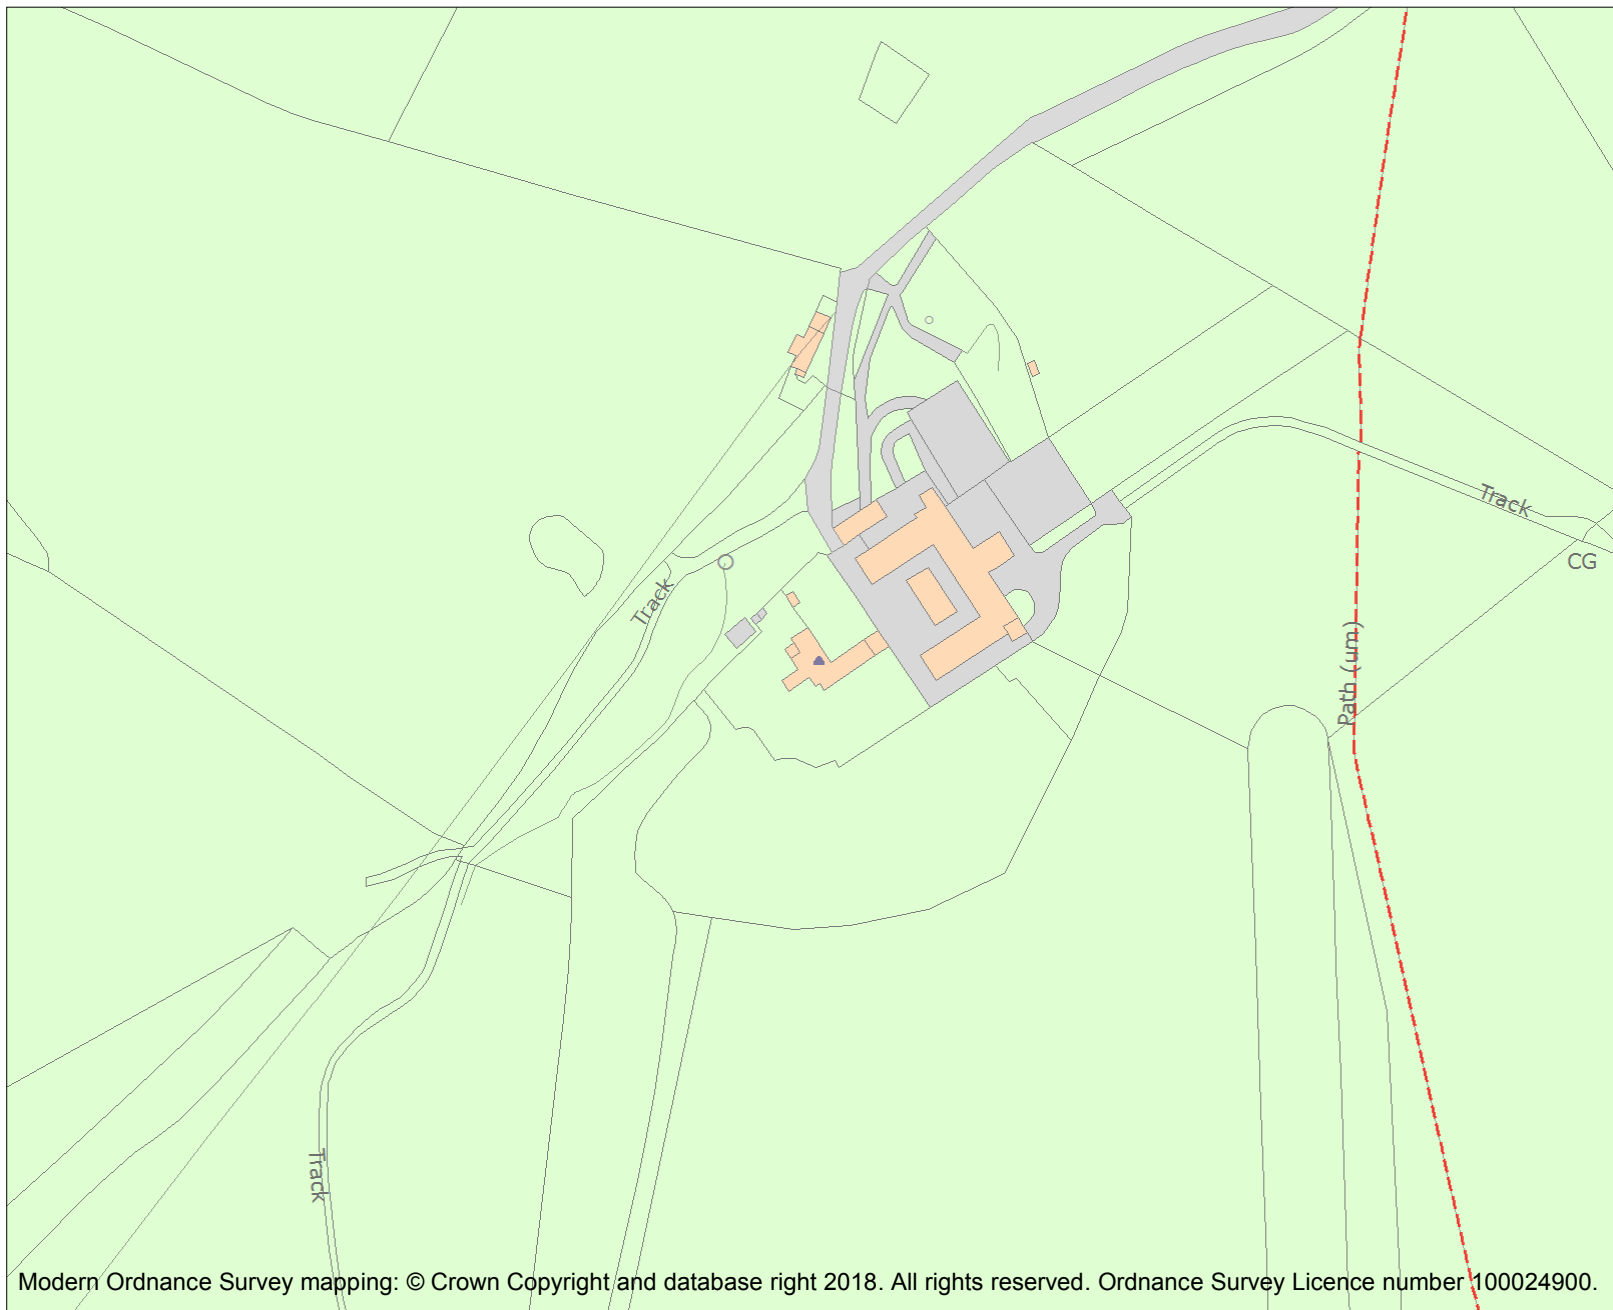 Track
CG
Track
Path (um)
Track
Modern Ordnance Survey mapping: © Crown Copyright and database right 2018. All rights reserved. Ordnance Survey Licence number 100024900.